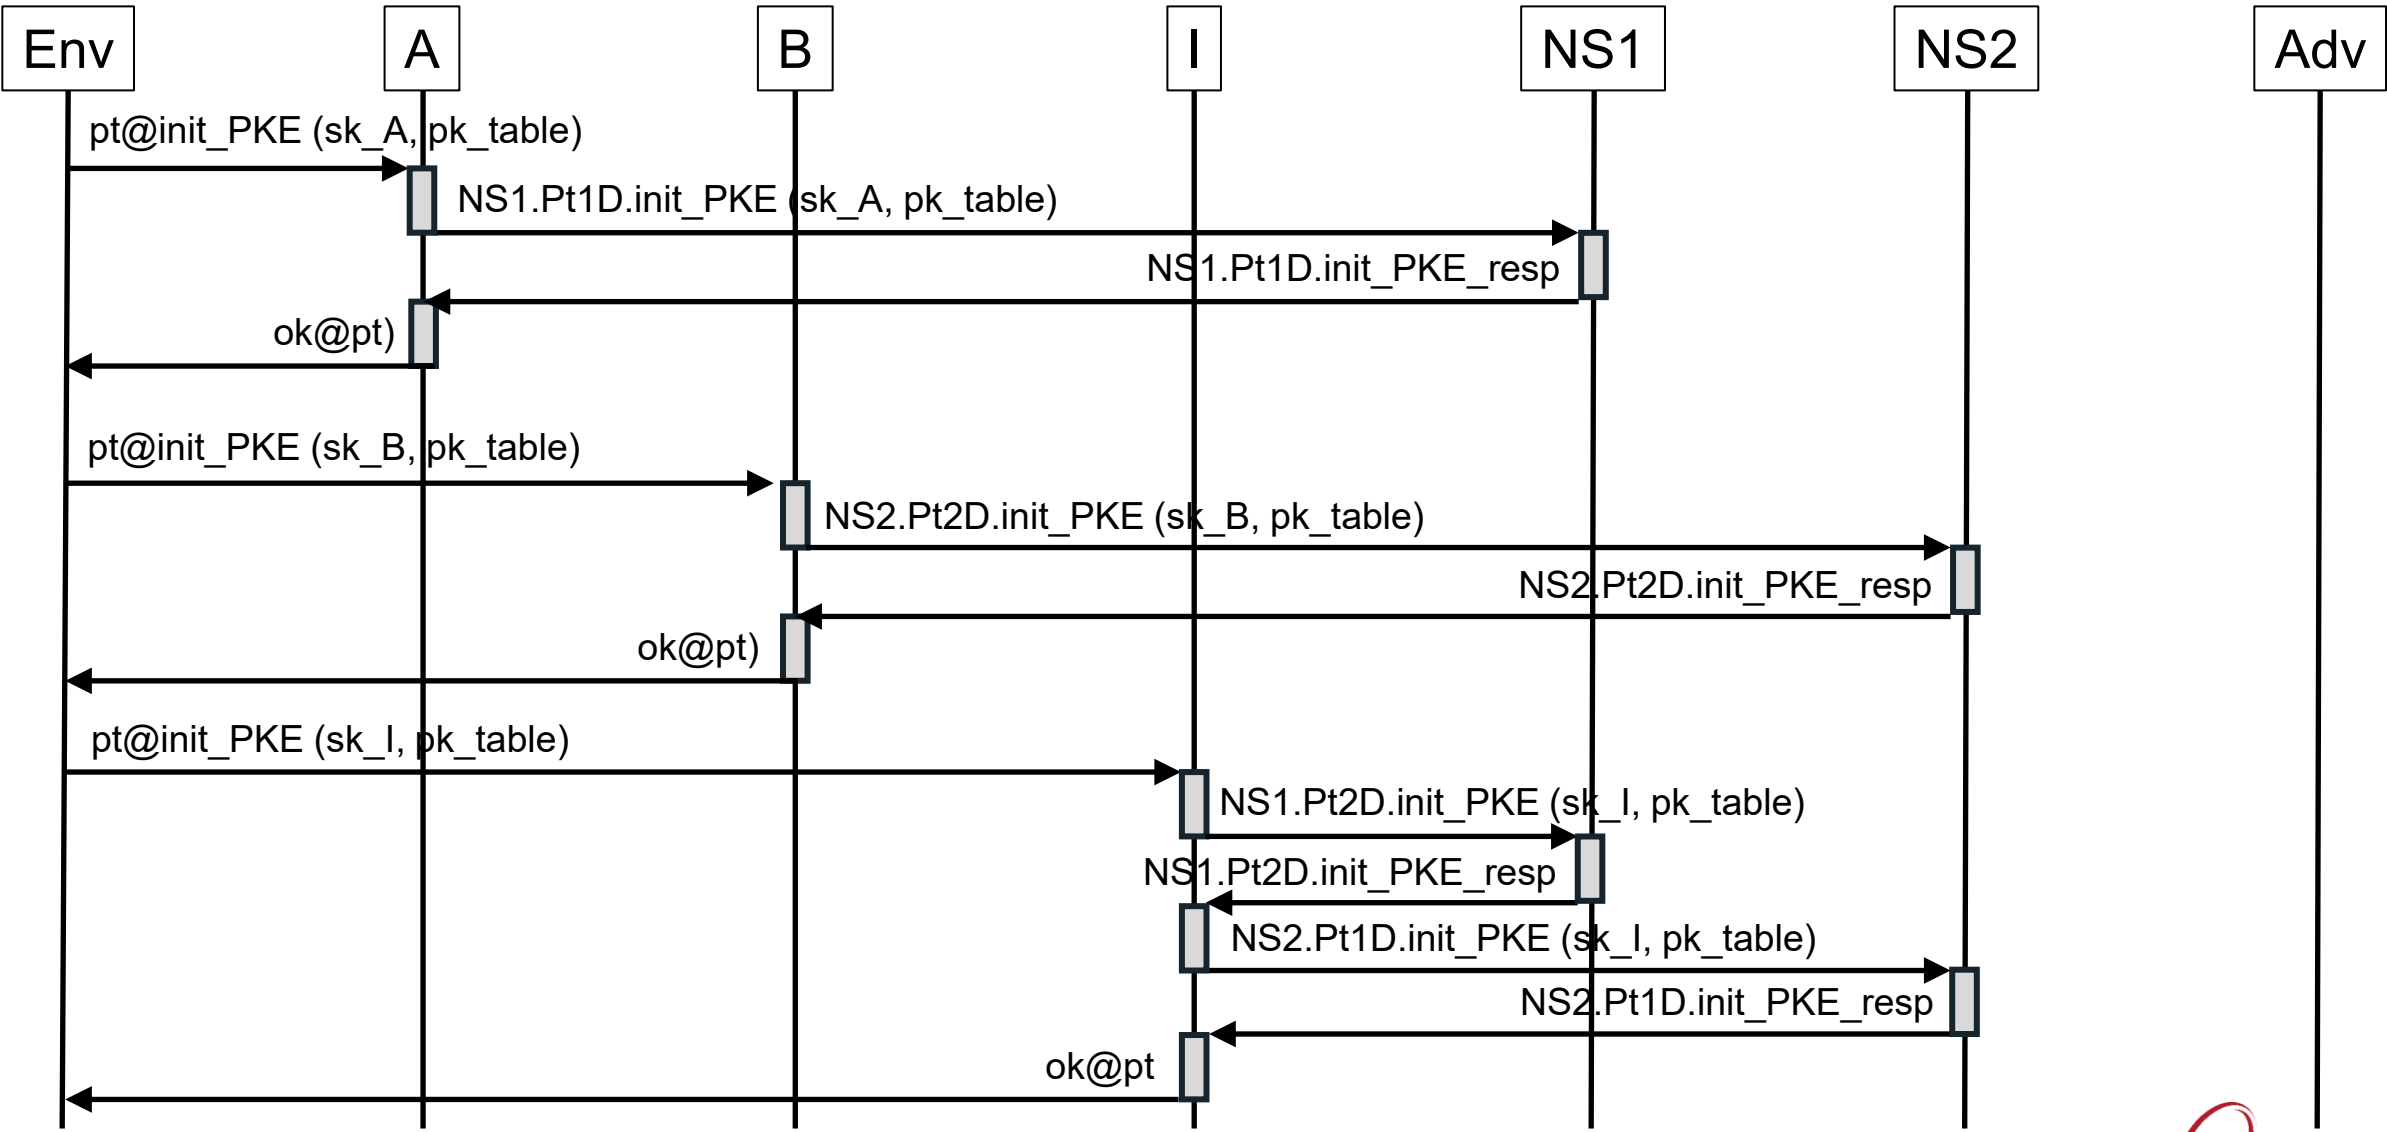 Env
A
B
I
NS1
NS2
Adv
pt@init_PKE (sk_A, pk_table)
NS1.Pt1D.init_PKE (sk_A, pk_table)
NS1.Pt1D.init_PKE_resp
ok@pt)
pt@init_PKE (sk_B, pk_table)
NS2.Pt2D.init_PKE (sk_B, pk_table)
NS2.Pt2D.init_PKE_resp
ok@pt)
pt@init_PKE (sk_I, pk_table)
NS1.Pt2D.init_PKE (sk_I, pk_table)
NS1.Pt2D.init_PKE_resp
NS2.Pt1D.init_PKE (sk_I, pk_table)
NS2.Pt1D.init_PKE_resp
ok@pt